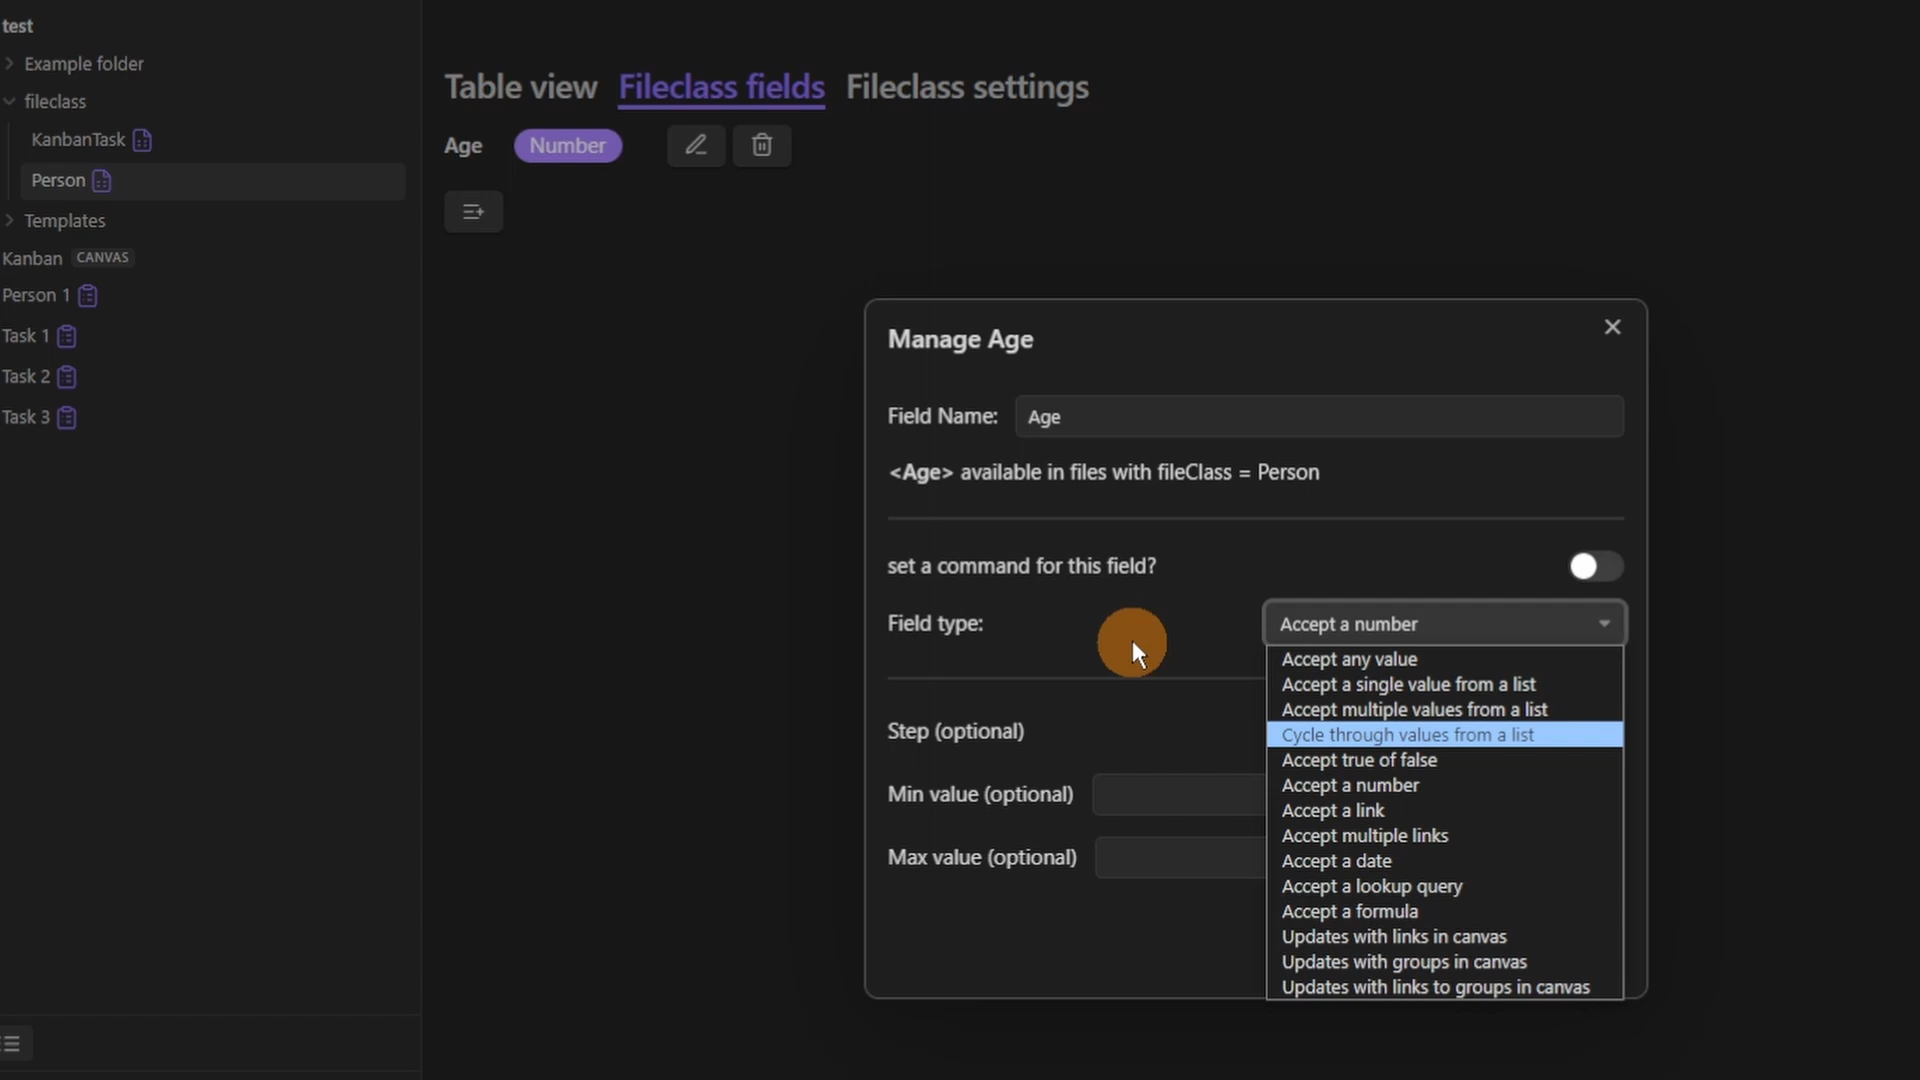 test
Example folder
fileclass
KanbanTask
Person
Templates
Kanban CANVAS
Person 1
Task 1
Task 2
Task 3
Table view Fileclass fields Fileclass settings
Age Number
Manage Age
Field Name: Age
<Age> available in files with fileClass = Person
set a command for this field?
Field type: Accept a number
Accept any value
Accept a single value from a list
Accept multiple values from a list
Cycle through values from a list
Accept true of false
Accept a number
Accept a link
Accept multiple links
Accept a date
Accept a lookup query
Accept a formula
Updates with links in canvas
Updates with groups in canvas
Updates with links to groups in canvas
Step (optional)
Min value (optional)
Max value (optional)